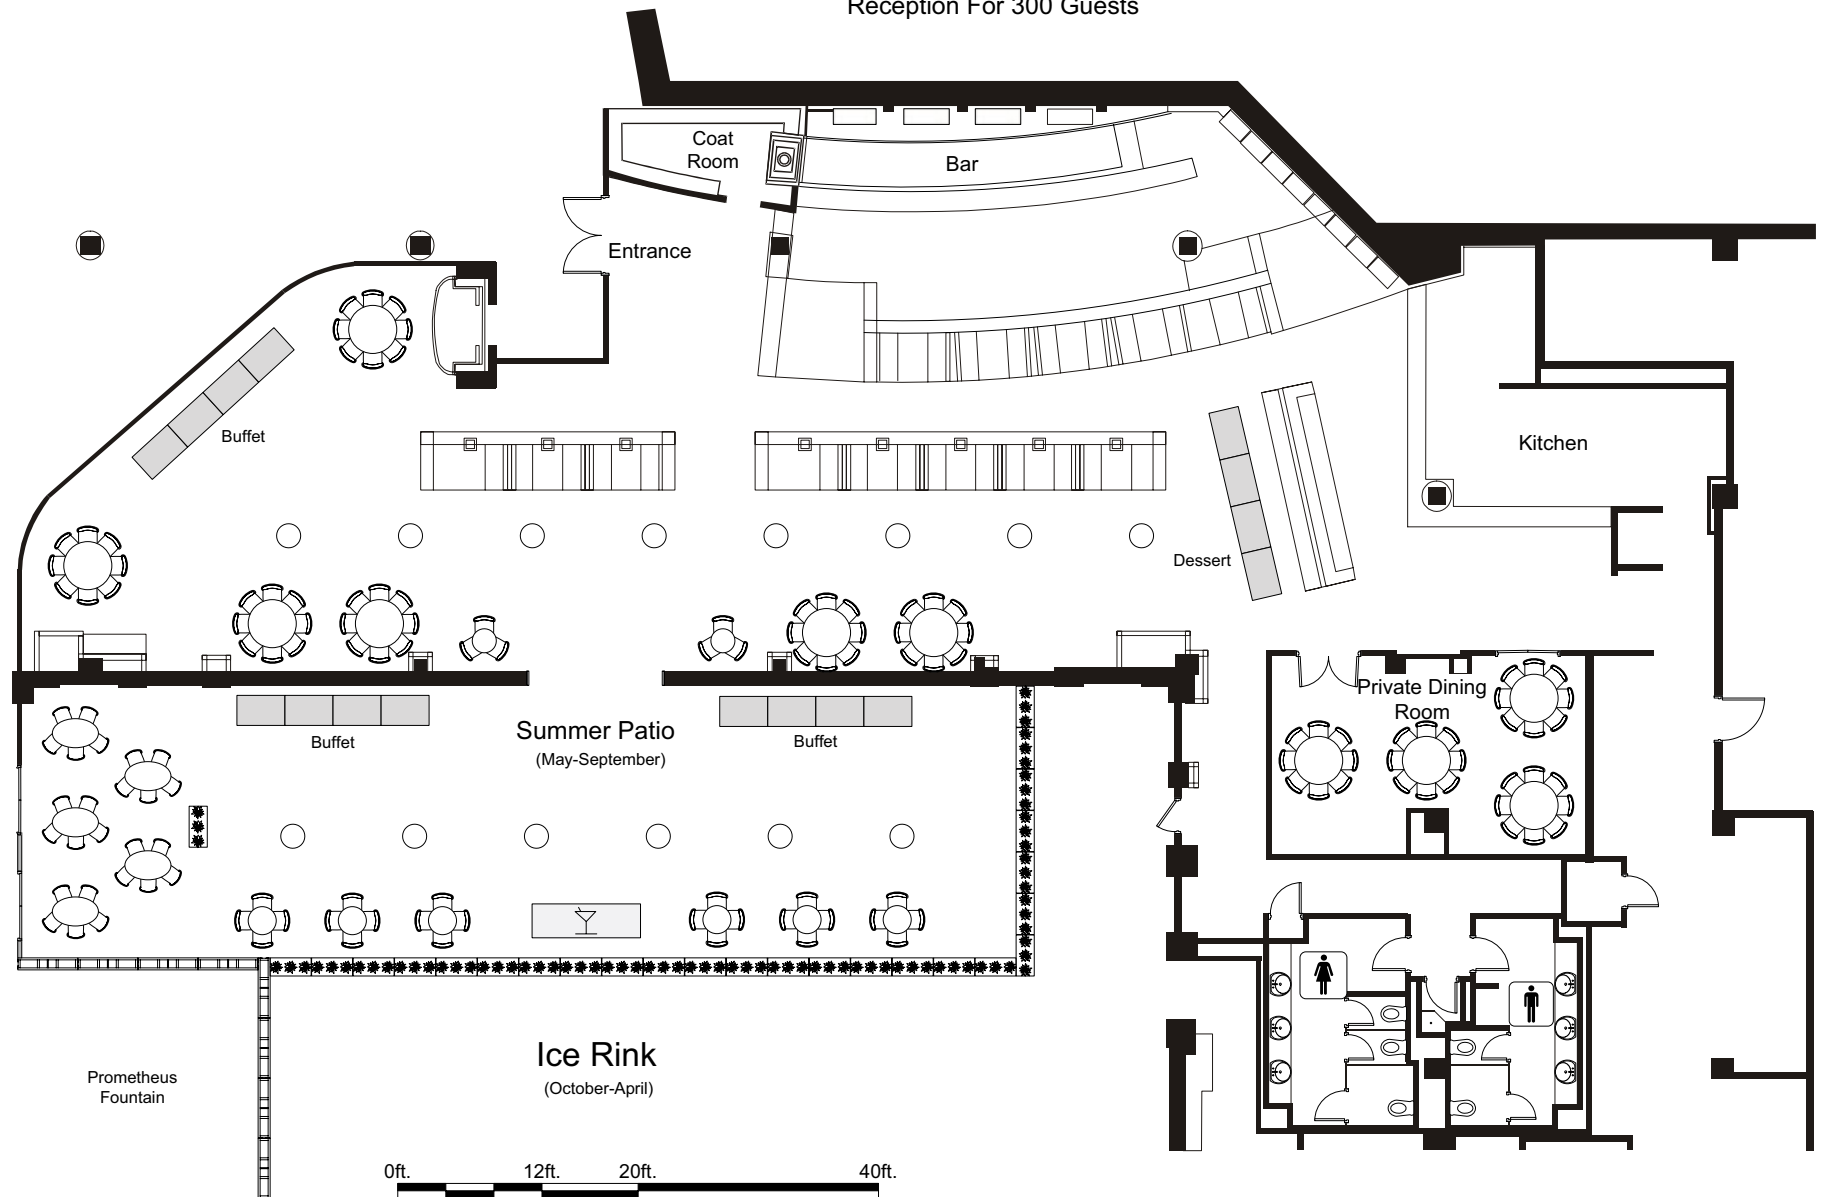 Reception For 300 Guests
Coat
Room
Bar
Entrance
Buffet
Kitchen
Dessert
Private Dining
Room
Summer Patio
(May-September)
Buffet
Buffet
Ice Rink
(October-April)
Prometheus
Fountain
0ft. 12ft. 20ft. 40ft.